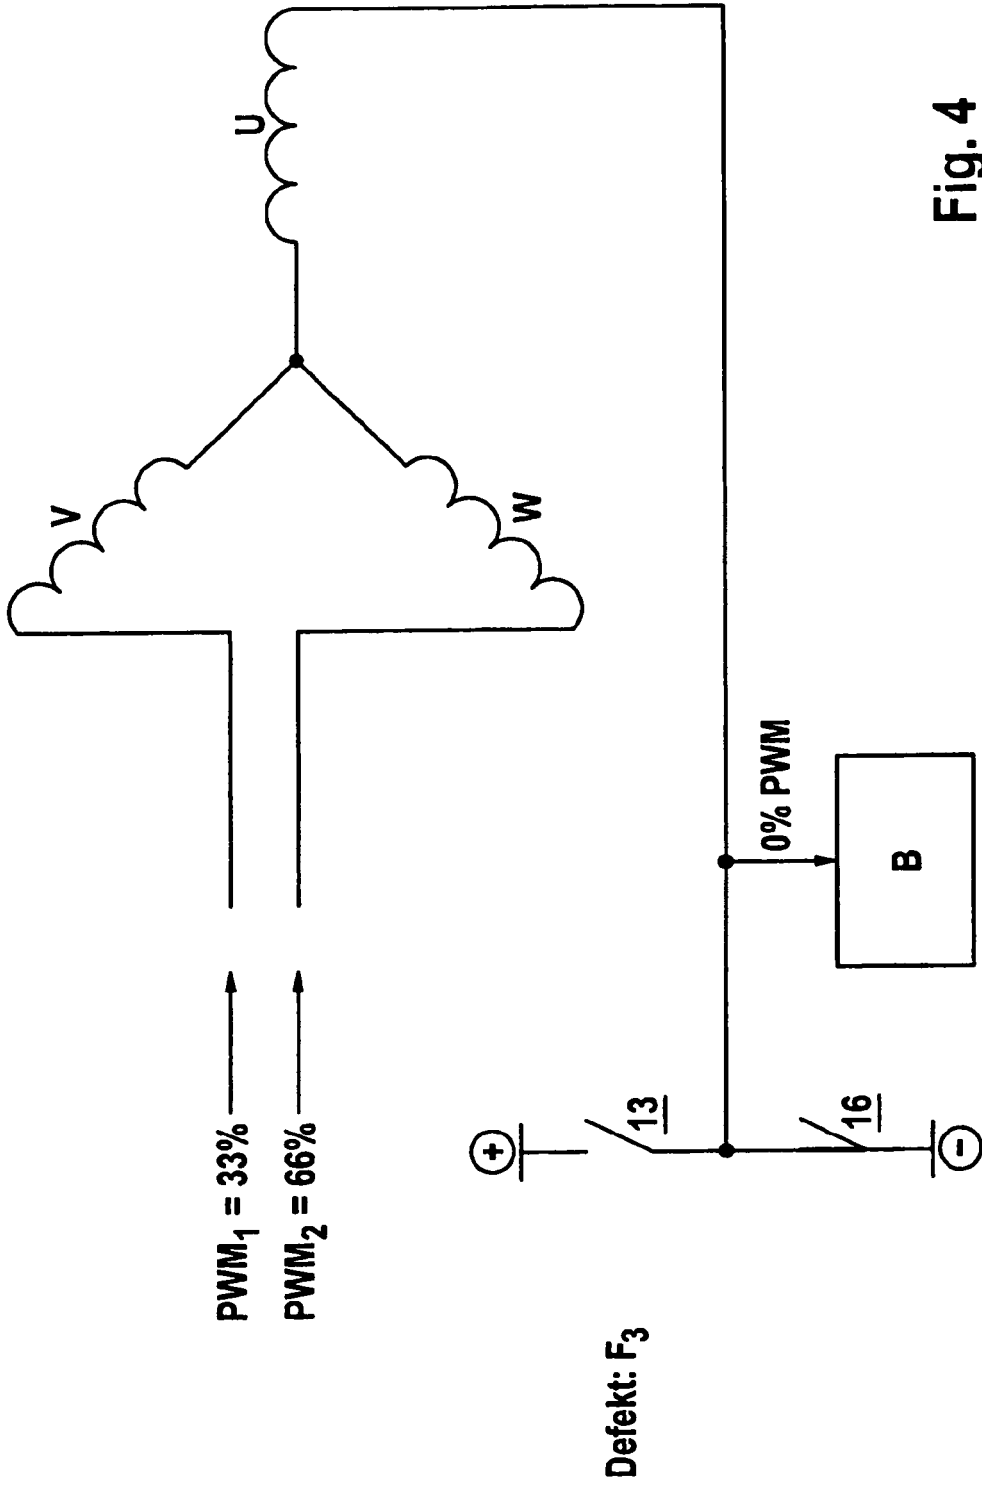 Defekt: F₃
PWM₁ = 33%
PWM₂ = 66%
V
W
U
+
13
16
−
0% PWM
B
Fig. 4